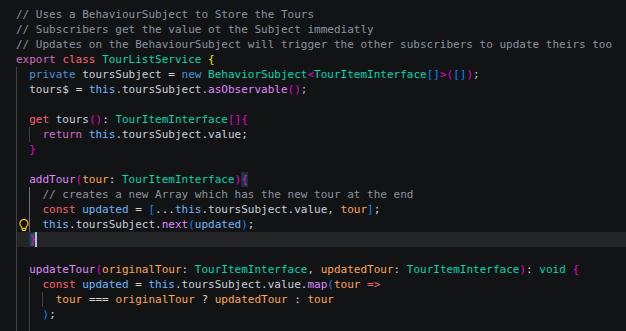 // Uses a BehaviourSubject to Store the Tours
// Subscribers get the value ot the Subject immediatly
// Updates on the BehaviourSubject will trigger the other subscribers to update theirs too
export class TourListService {
private toursSubject = new BehaviorSubject<TourItemInterface[]>([]);
tours$ = this.toursSubject.asObservable();
get tours(): TourItemInterface[]{
return this.toursSubject.value;
}
addTour(tour: TourItemInterface){
// creates a new Array which has the new tour at the end
const updated = [...this.toursSubject.value, tour];
this.toursSubject.next(updated);
}
updateTour(originalTour: TourItemInterface, updatedTour: TourItemInterface): void {
const updated = this.toursSubject.value.map(tour =>
tour === originalTour ? updatedTour : tour
);